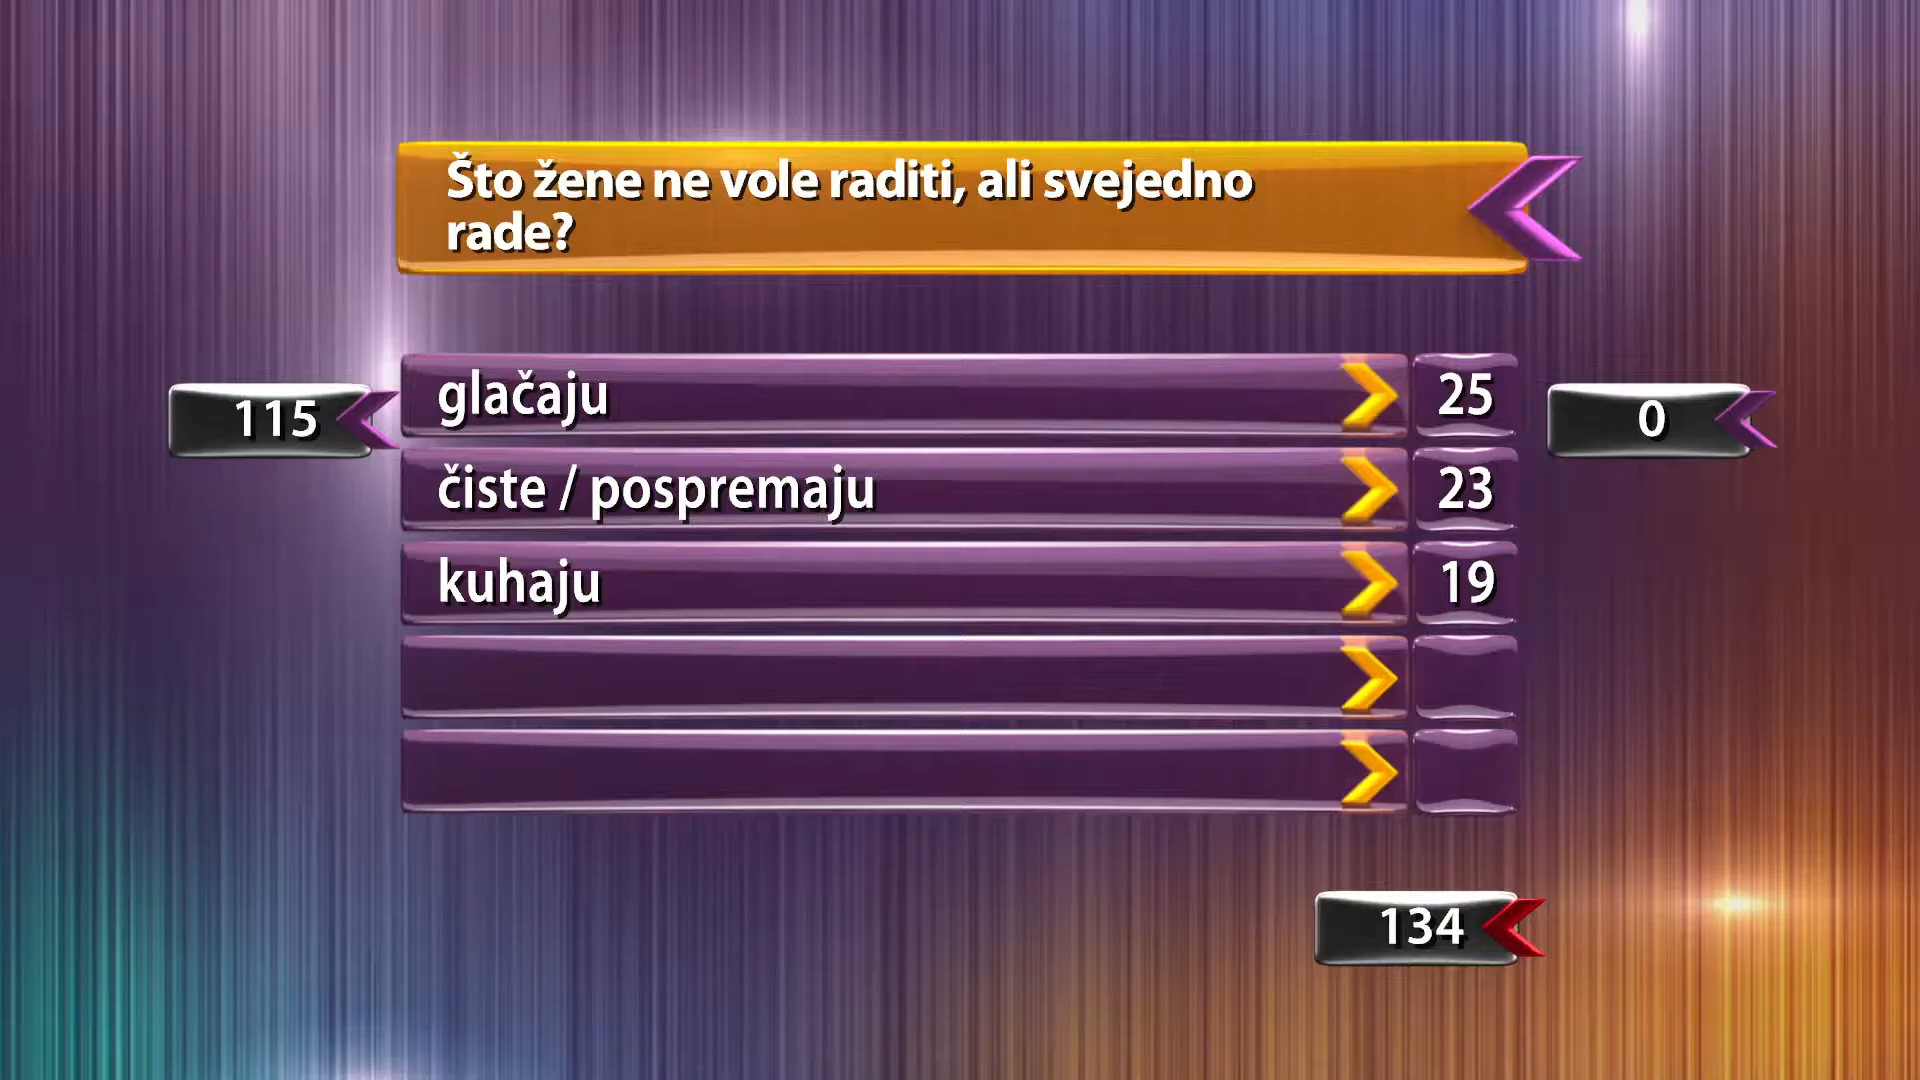 Što žene ne vole raditi, ali svejedno
rade?
115
glačaju 25
0
čiste / pospremaju 23
kuhaju 19
134